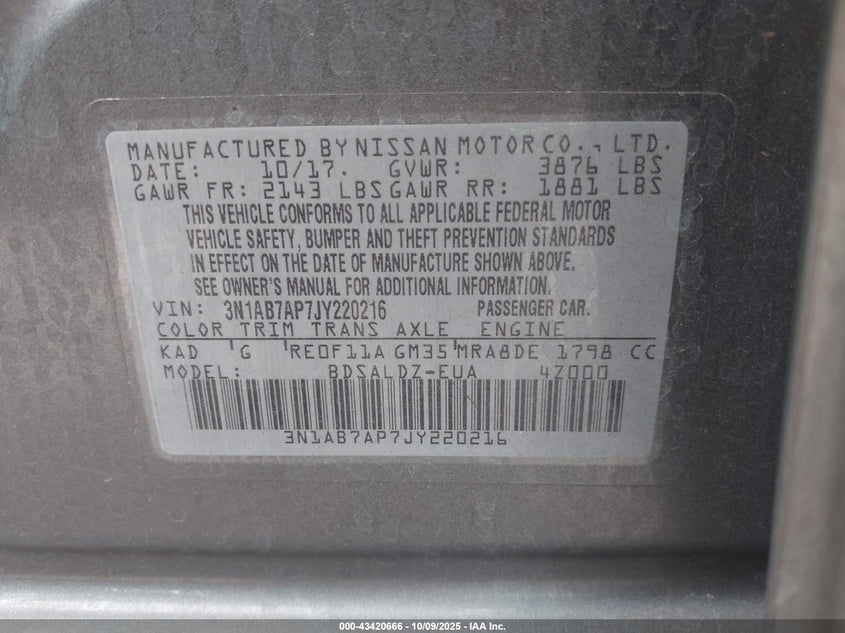 MANUFACTURED BY NISSAN MOTOR CO., LTD.
DATE: 10/17. GVWR: 3876 LBS
GAWR FR: 2143 LBS GAWR RR: 1881 LBS
THIS VEHICLE CONFORMS TO ALL APPLICABLE FEDERAL MOTOR
VEHICLE SAFETY, BUMPER AND THEFT PREVENTION STANDARDS
IN EFFECT ON THE DATE OF MANUFACTURE SHOWN ABOVE.
SEE OWNER'S MANUAL FOR ADDITIONAL INFORMATION.
VIN: 3N1AB7AP7JY220216 PASSENGER CAR.
COLOR TRIM TRANS AXLE ENGINE
KAD G RE0F11A GM35 MRA8DE 1798 CC
MODEL: BDSALDZ-EUA 4Z000
3N1AB7AP7JY220216
000-43420666 - 10/09/2025 - IAA Inc.